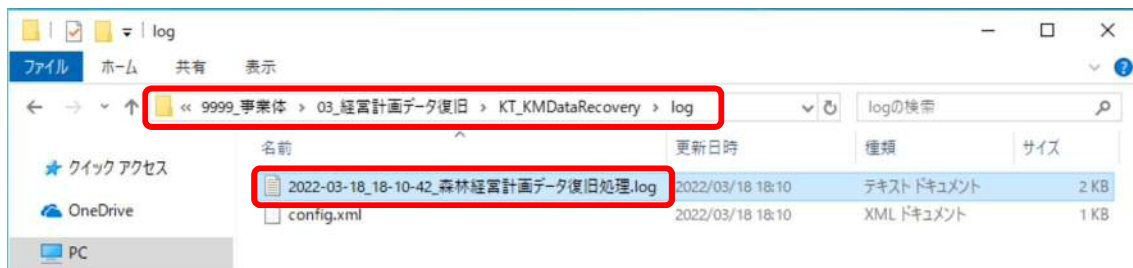 log
ファイル ホーム 共有 表示
« 9999_事業体 › 03_経営計画データ復旧 › KT_KMDataRecovery › log logの検索
名前 更新日時 種類 サイズ
クイック アクセス
2022-03-18_18-10-42_森林経営計画データ復旧処理.log 2022/03/18 18:10 テキスト ドキュメント 2 KB
OneDrive
config.xml 2022/03/18 18:10 XML ドキュメント 1 KB
PC